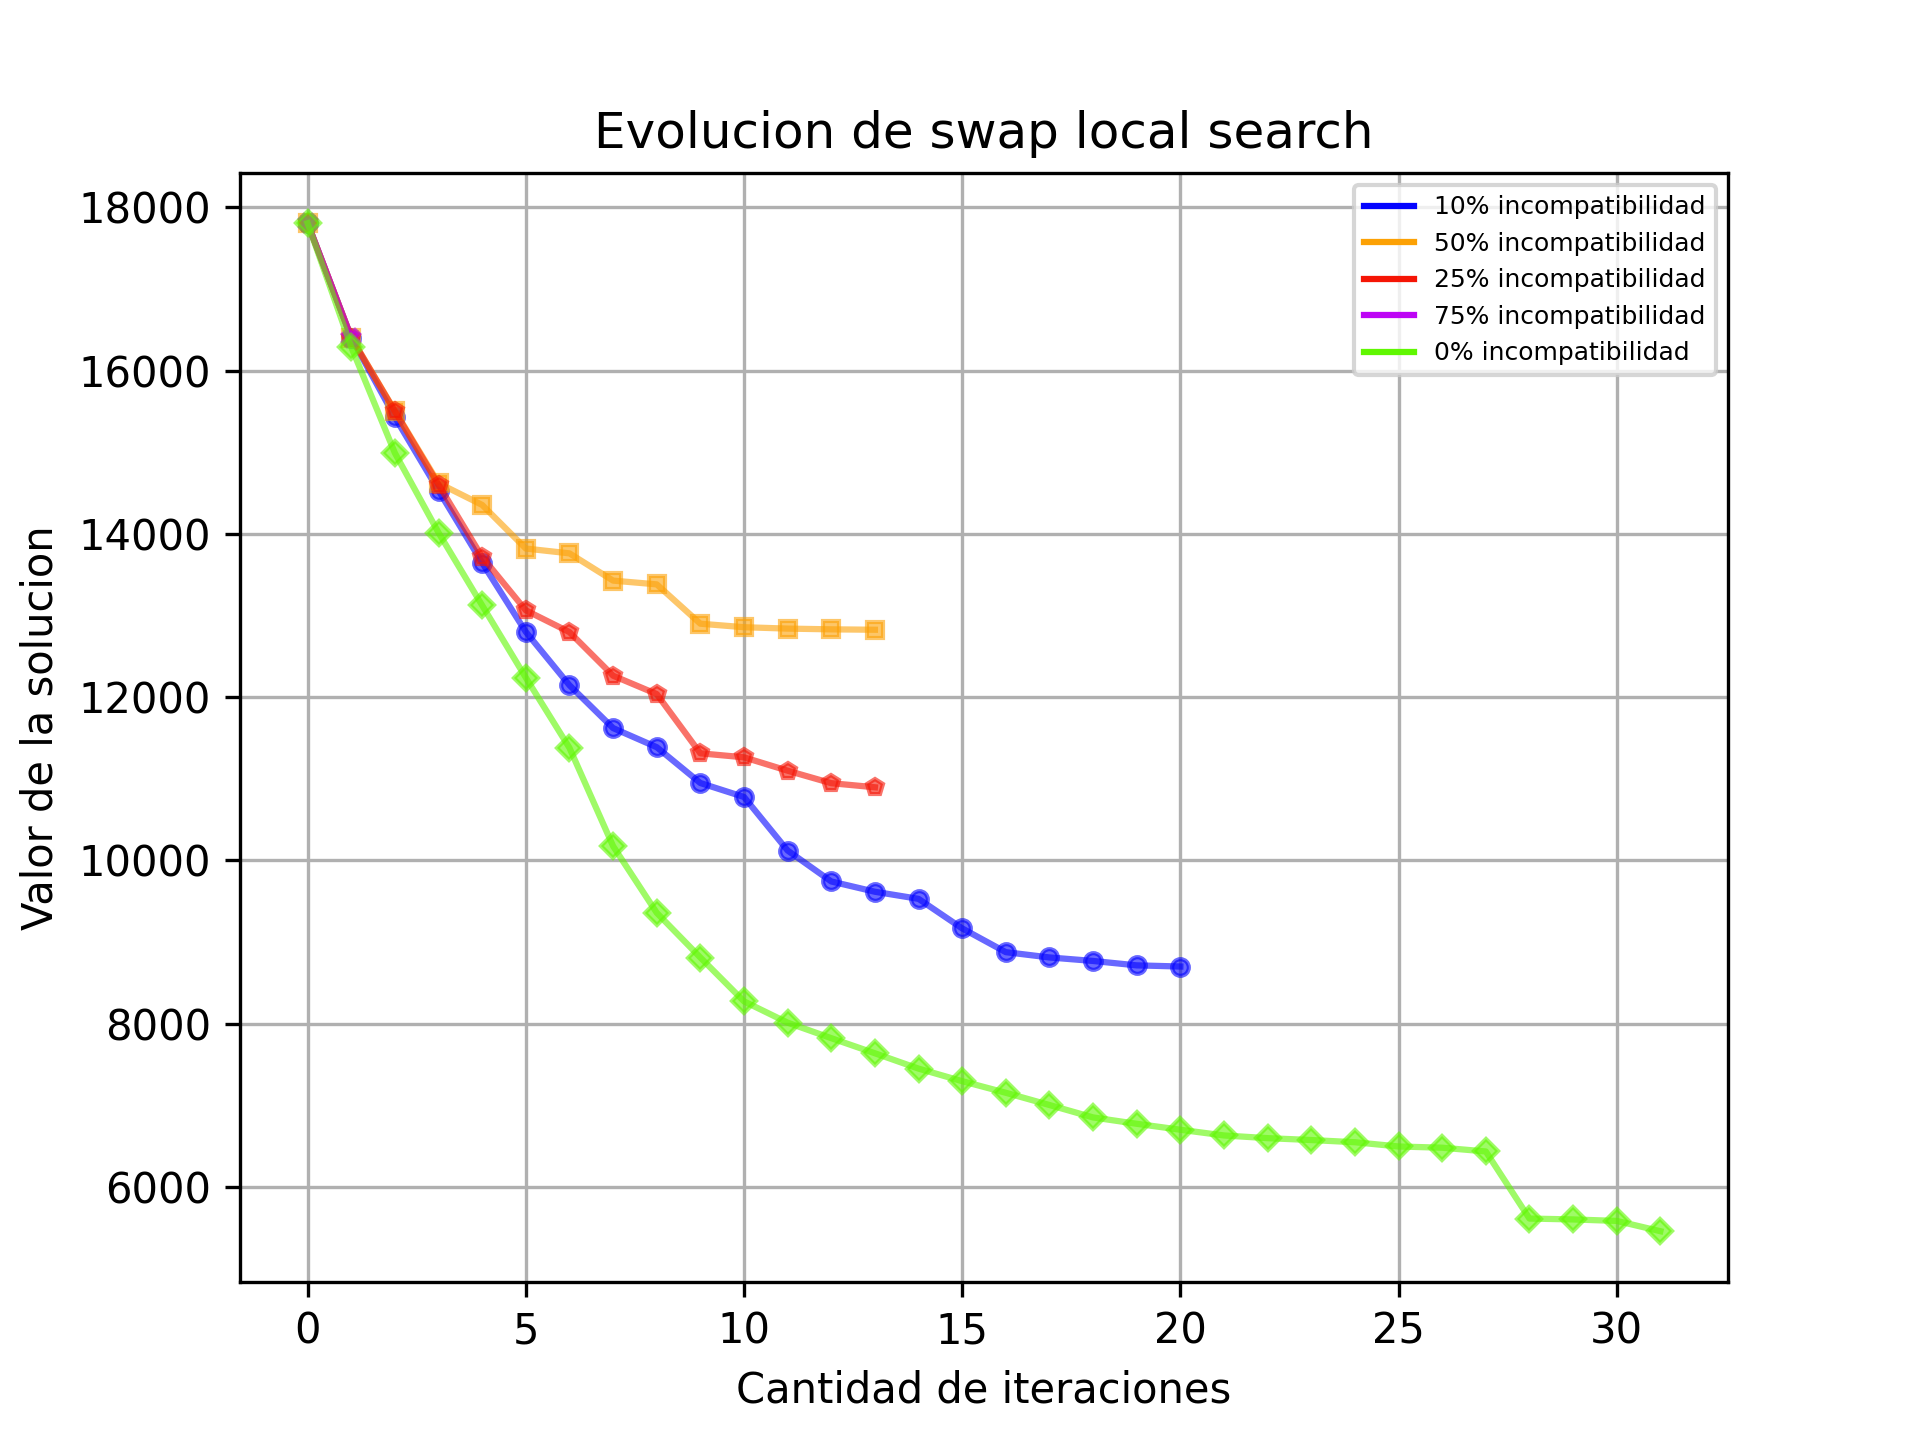 Evolucion de swap local search
10% incompatibilidad
50% incompatibilidad
25% incompatibilidad
75% incompatibilidad
0% incompatibilidad
Valor de la solucion
18000
16000
14000
12000
10000
8000
6000
0 5 10 15 20 25 30
Cantidad de iteraciones